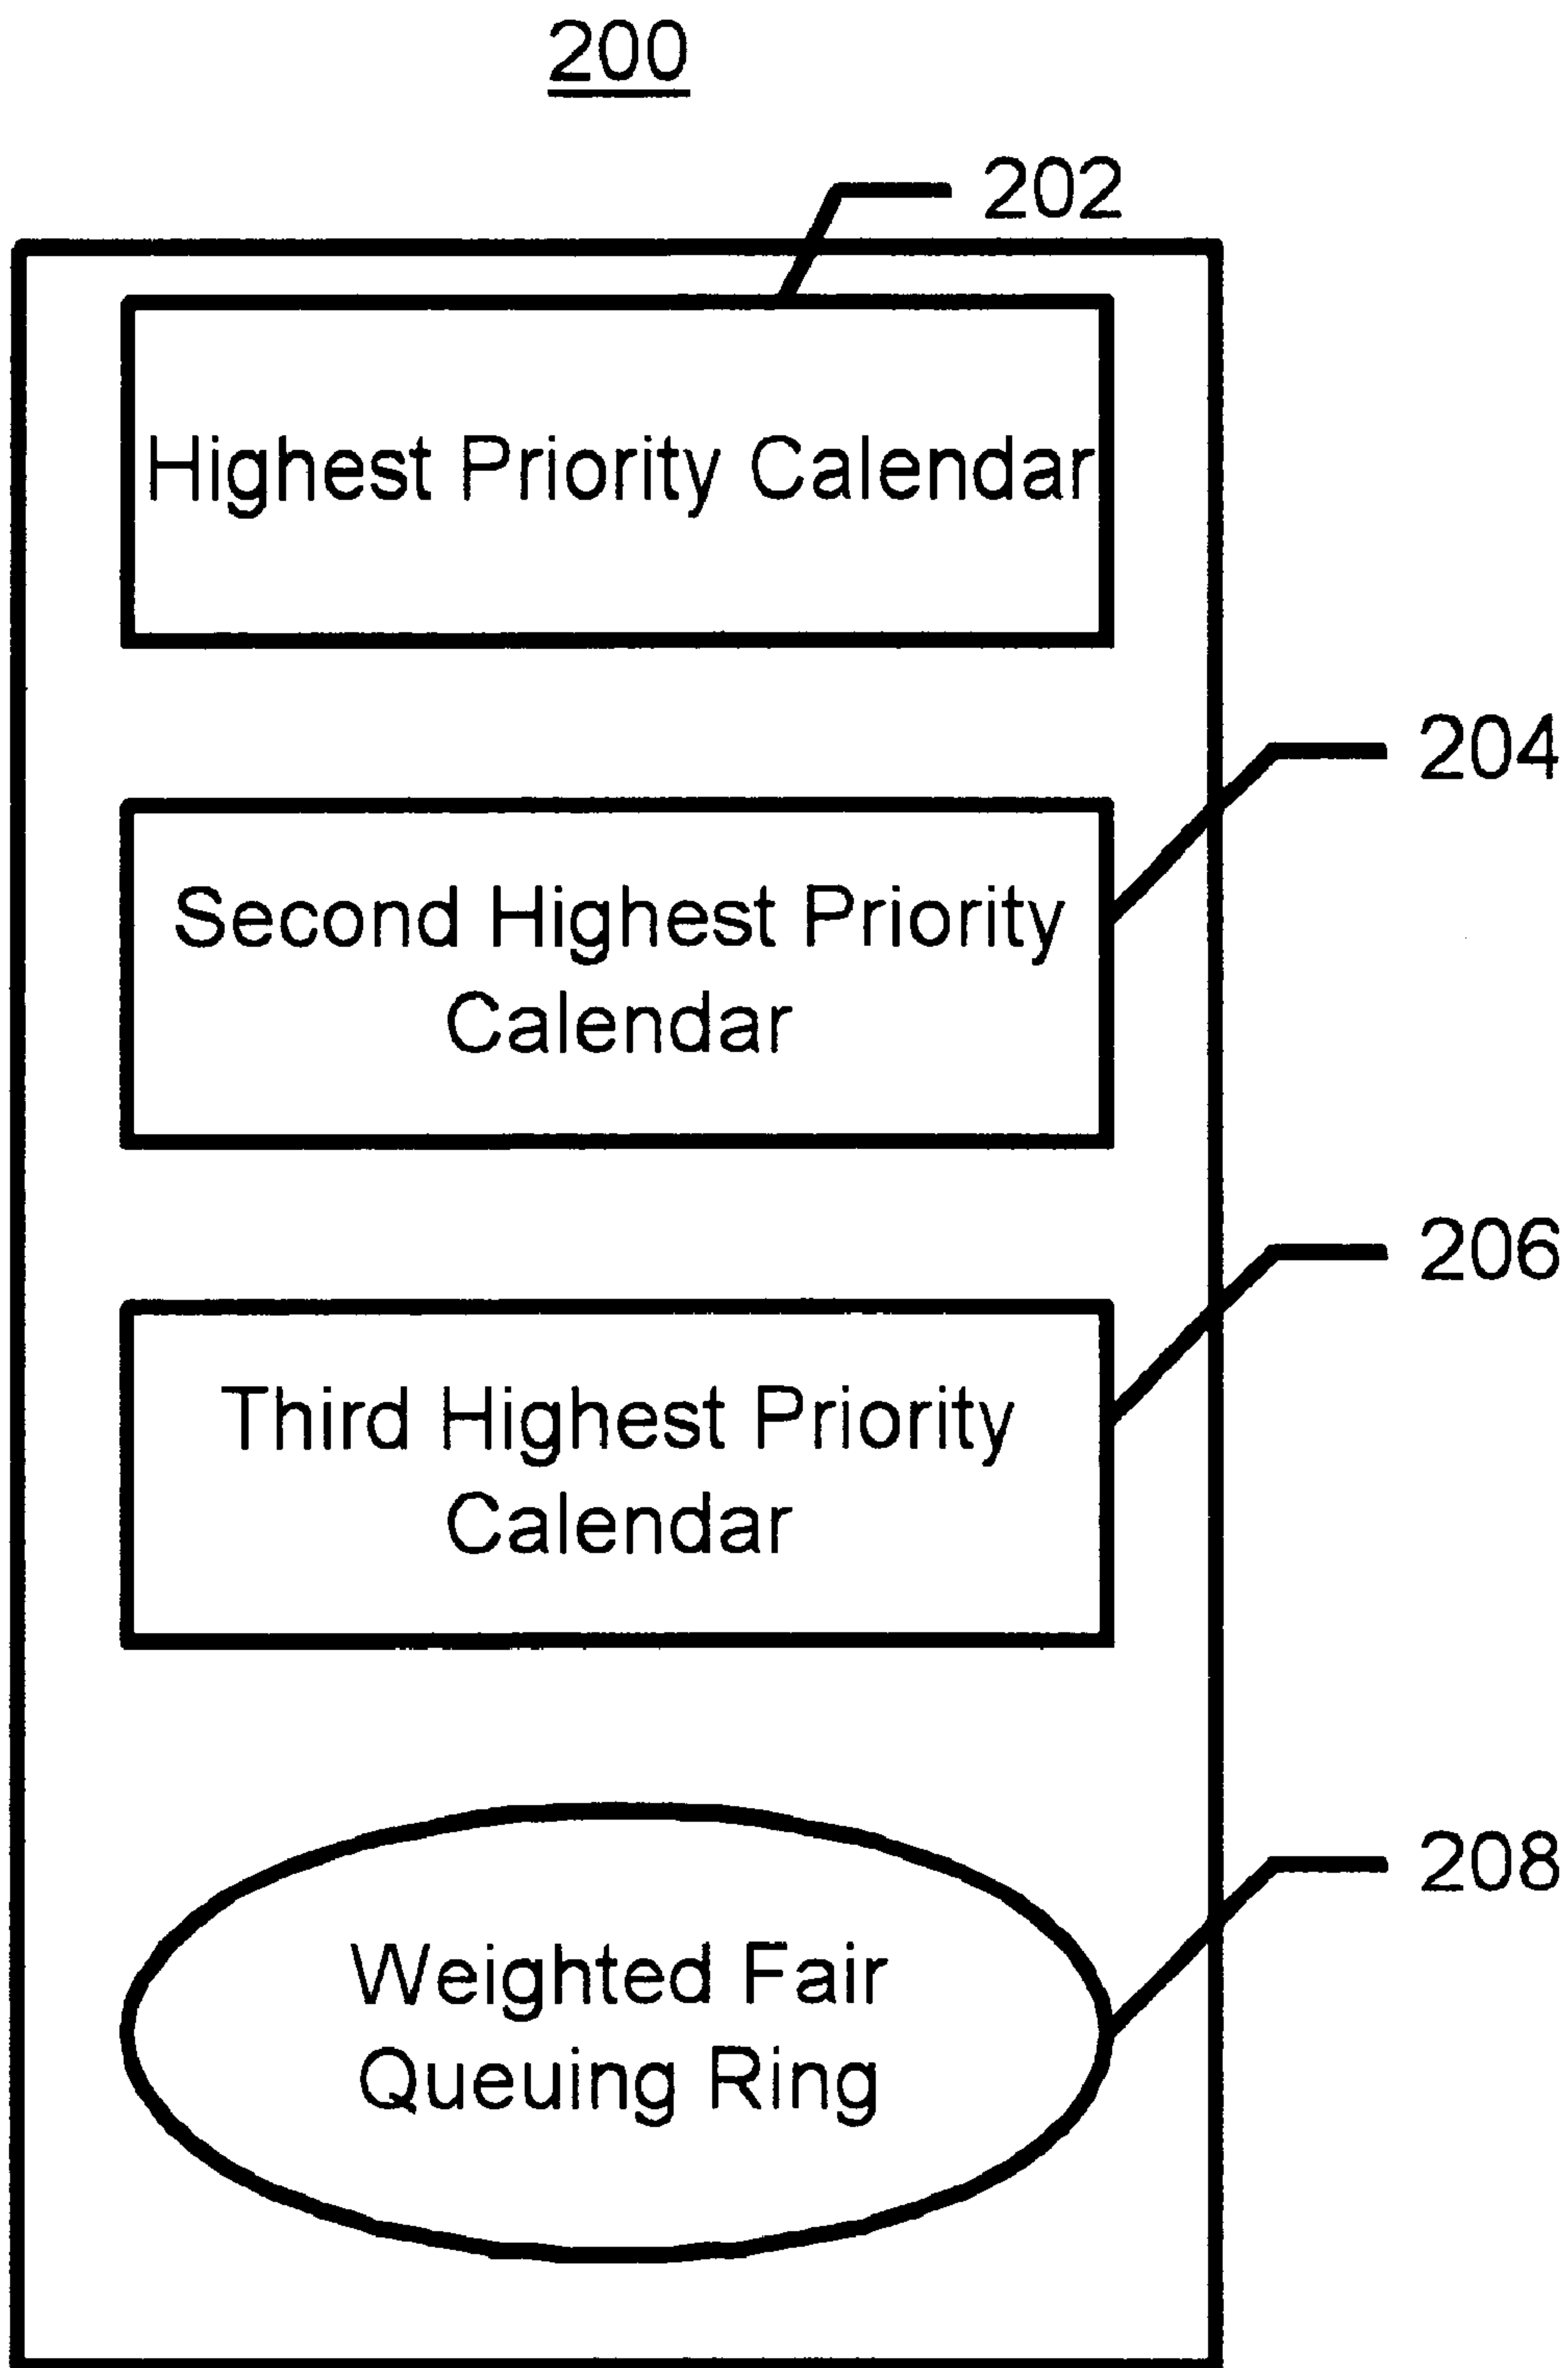 200
202
Highest Priority Calendar
204
Second Highest Priority
Calendar
206
Third Highest Priority
Calendar
208
Weighted Fair
Queuing Ring